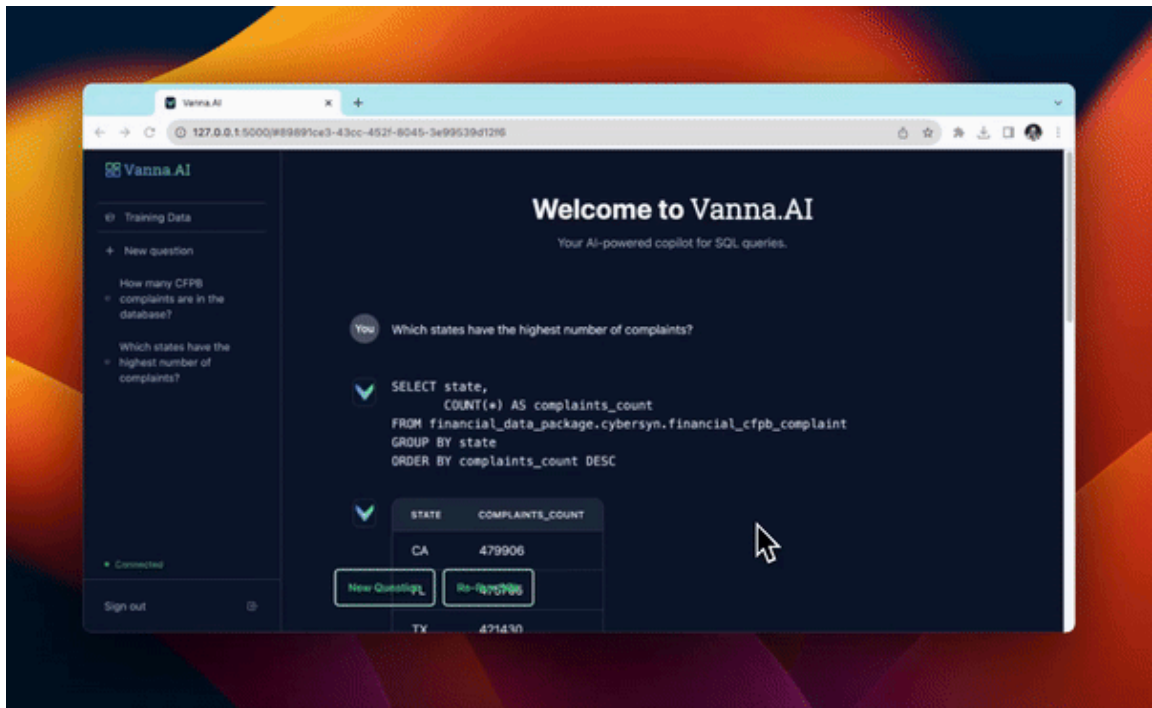 Vanna.AI
127.0.0.1:5000/#89891ce3-43cc-452f-8045-3e99539d12f6
Vanna.AI
Training Data
New question
How many CFPB
complaints are in the
database?
Which states have the
highest number of
complaints?
Connected
Sign out
Welcome to Vanna.AI
Your AI-powered copilot for SQL queries.
You
Which states have the highest number of complaints?
SELECT state,
COUNT(*) AS complaints_count
FROM financial_data_package.cybersyn.financial_cfpb_complaint
GROUP BY state
ORDER BY complaints_count DESC
STATE COMPLAINTS_COUNT
CA 479906
New Question
FL
TX 421430